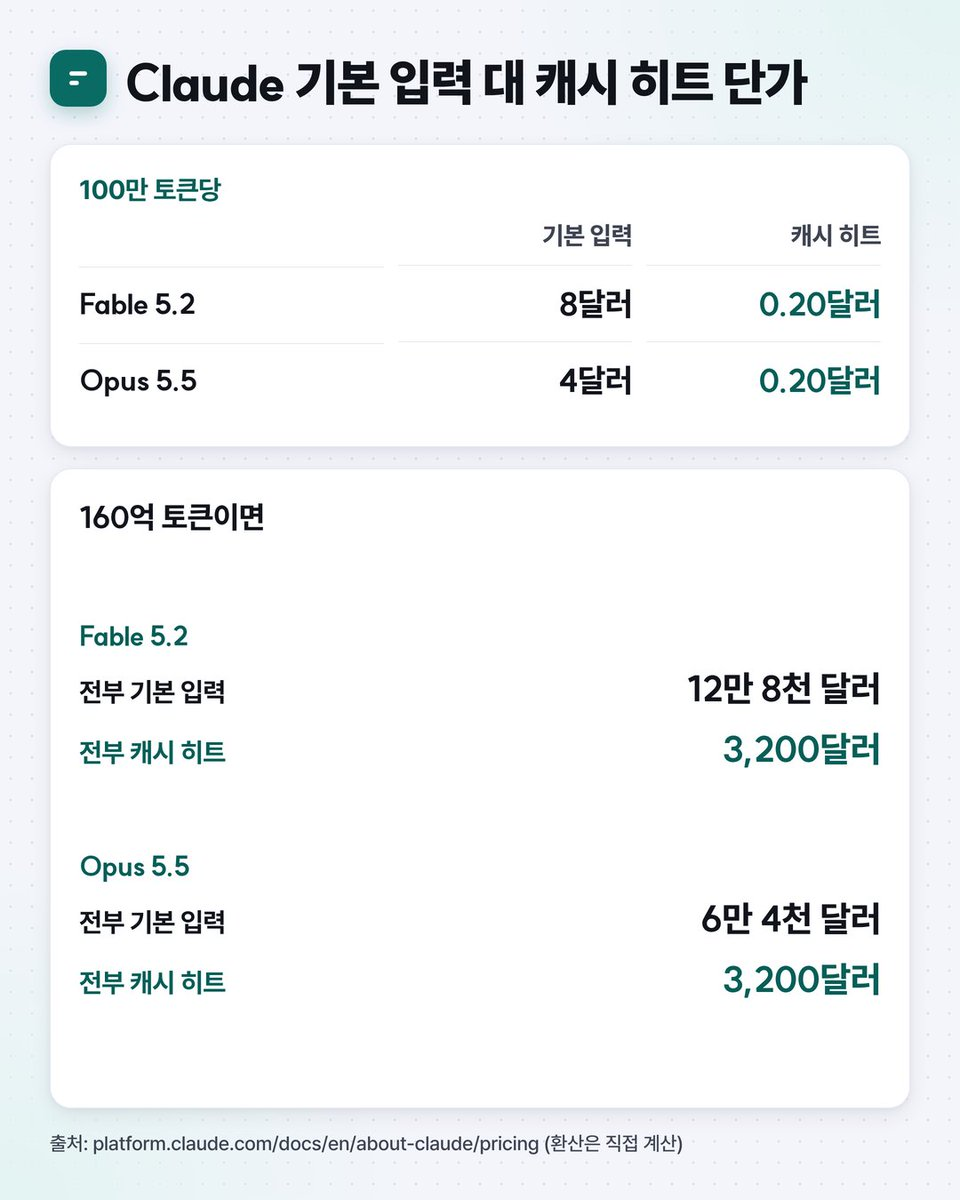 Claude 기본 입력 대 캐시 히트 단가
100만 토큰당
기본 입력 캐시 히트
Fable 5.2 8달러 0.20달러
Opus 5.5 4달러 0.20달러
160억 토큰이면
Fable 5.2
전부 기본 입력 12만 8천 달러
전부 캐시 히트 3,200달러
Opus 5.5
전부 기본 입력 6만 4천 달러
전부 캐시 히트 3,200달러
출처: platform.claude.com/docs/en/about-claude/pricing (환산은 직접 계산)